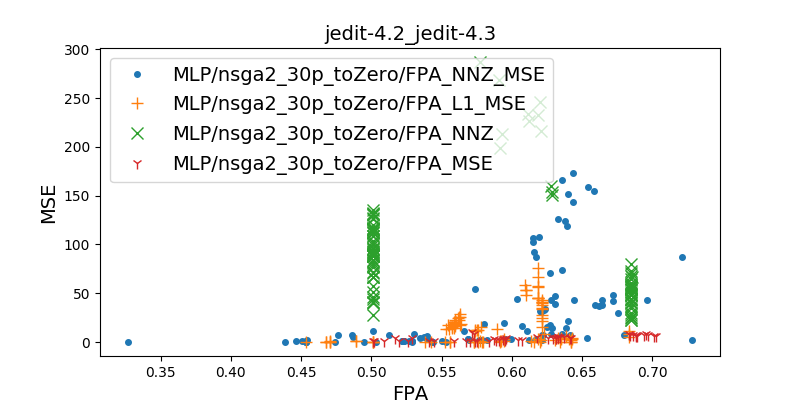 jedit-4.2_jedit-4.3
300
250
200
150
100
50
0
MSE
MLP/nsga2_30p_toZero/FPA_NNZ_MSE
MLP/nsga2_30p_toZero/FPA_L1_MSE
MLP/nsga2_30p_toZero/FPA_NNZ
MLP/nsga2_30p_toZero/FPA_MSE
0.35 0.40 0.45 0.50 0.55 0.60 0.65 0.70
FPA